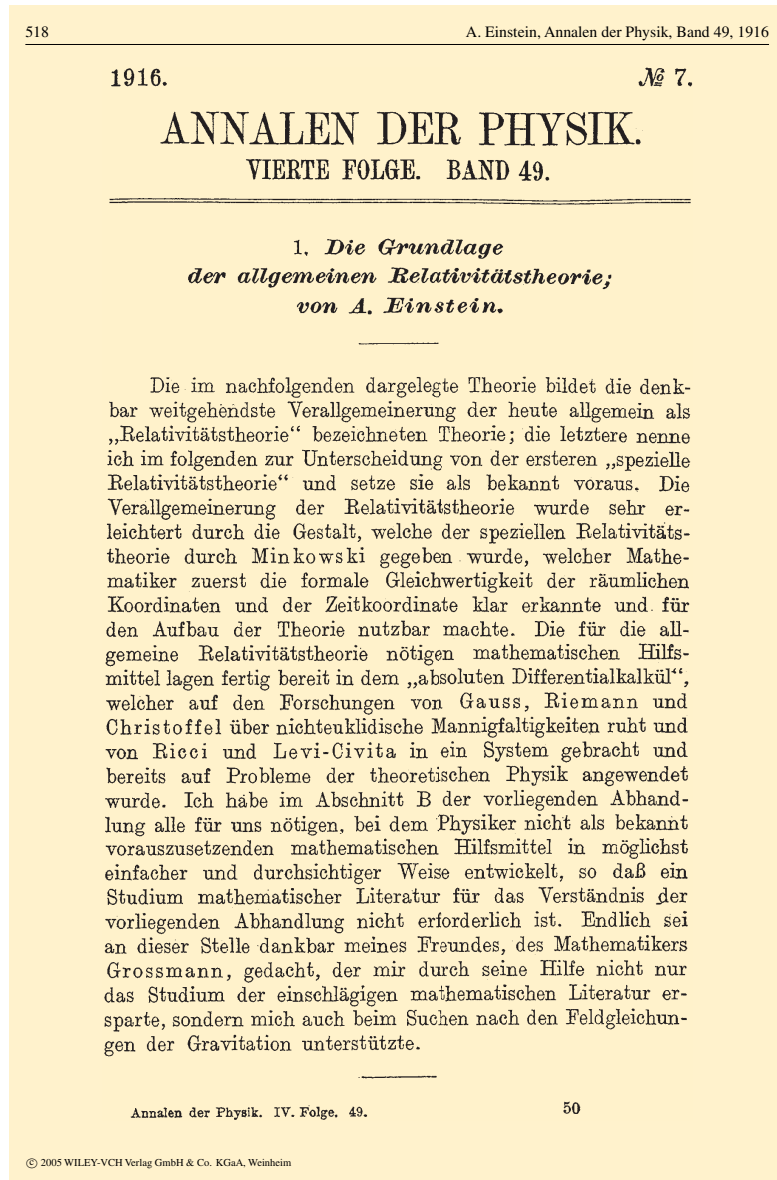 518 A. Einstein, Annalen der Physik, Band 49, 1916
1916. № 7.
ANNALEN DER PHYSIK.
VIERTE FOLGE. BAND 49.
1. Die Grundlage
der allgemeinen Relativitätstheorie;
von A. Einstein.
Die im nachfolgenden dargelegte Theorie bildet die denk-
bar weitgehendste Verallgemeinerung der heute allgemein als
„Relativitätstheorie“ bezeichneten Theorie; die letztere nenne
ich im folgenden zur Unterscheidung von der ersteren „spezielle
Relativitätstheorie“ und setze sie als bekannt voraus. Die
Verallgemeinerung der Relativitätstheorie wurde sehr er-
leichtert durch die Gestalt, welche der speziellen Relativitäts-
theorie durch Minkowski gegeben wurde, welcher Mathe-
matiker zuerst die formale Gleichwertigkeit der räumlichen
Koordinaten und der Zeitkoordinate klar erkannte und für
den Aufbau der Theorie nutzbar machte. Die für die all-
gemeine Relativitätstheorie nötigen mathematischen Hilfs-
mittel lagen fertig bereit in dem „absoluten Differentialkalkül“,
welcher auf den Forschungen von Gauss, Riemann und
Christoffel über nichteuklidische Mannigfaltigkeiten ruht und
von Ricci und Levi-Civita in ein System gebracht und
bereits auf Probleme der theoretischen Physik angewendet
wurde. Ich habe im Abschnitt B der vorliegenden Abhand-
lung alle für uns nötigen, bei dem Physiker nicht als bekannt
vorauszusetzenden mathematischen Hilfsmittel in möglichst
einfacher und durchsichtiger Weise entwickelt, so daß ein
Studium mathematischer Literatur für das Verständnis der
vorliegenden Abhandlung nicht erforderlich ist. Endlich sei
an dieser Stelle dankbar meines Freundes, des Mathematikers
Grossmann, gedacht, der mir durch seine Hilfe nicht nur
das Studium der einschlägigen mathematischen Literatur er-
sparte, sondern mich auch beim Suchen nach den Feldgleichun-
gen der Gravitation unterstützte.
Annalen der Physik. IV. Folge. 49. 50
© 2005 WILEY-VCH Verlag GmbH & Co. KGaA, Weinheim